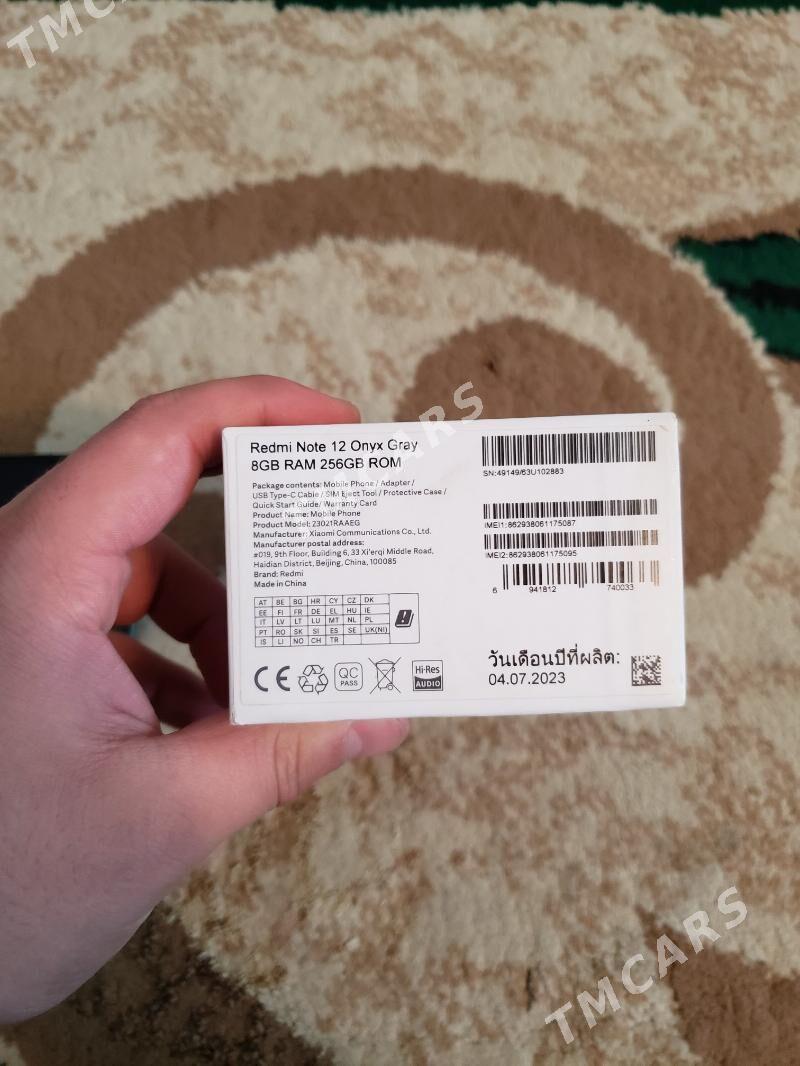 TMCARS
Redmi Note 12 Onyx Gray
8GB RAM 256GB ROM
Package contents: Mobile Phone / Adapter /
USB Type-C Cable / SIM Eject Tool / Protective Case /
Quick Start Guide/ Warranty Card
Product Name: Mobile Phone
Product Model: 23021RAAEG
Manufacturer: Xiaomi Communications Co., Ltd.
Manufacturer postal address:
#019, 9th Floor, Building 6, 33 Xi'erqi Middle Road,
Haidian District, Beijing, China, 100085
Brand: Redmi
Made in China
AT BE BG HR CY CZ DK
EE FI FR DE EL HU IE
IT LV LT LU MT NL PL
PT RO SK SI ES SE UK(NI)
IS LI NO CH TR
CE
QC
PASS
Hi-Res
AUDIO
SN:49149/63U102883
IMEI1:862938061175087
IMEI2:862938061175095
6 941812 740033
วันเดือนปีที่ผลิต:
04.07.2023
TMCARS
TMCARS